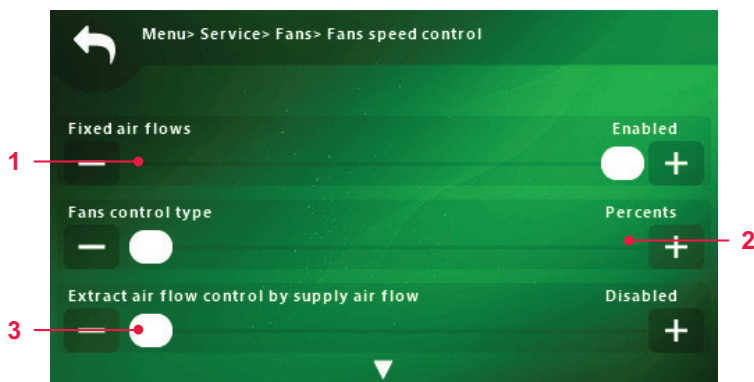 Menu> Service> Fans> Fans speed control
Fixed air flows Enabled
1
Fans control type Percents
2
Extract air flow control by supply air flow Disabled
3